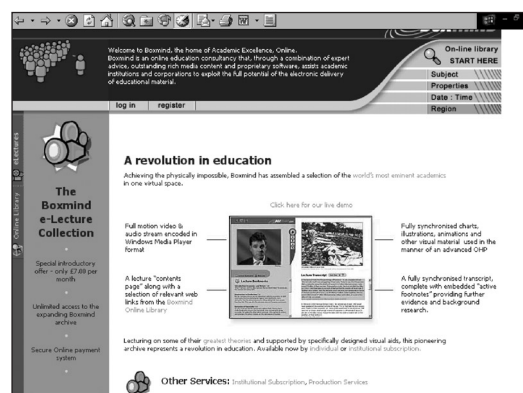 Welcome to Boxmind, the home of Academic Excellence, Online.
Boxmind is an online education consultancy that, through a combination of expert
advice, outstanding rich media content and proprietary software, assists academic
institutions and corporations to exploit the full potential of the electronic delivery
of educational material.
On-line library
START HERE
Subject
Properties
Date : Time
Region
log in
register
eLectures
Online Library
The
Boxmind
e-Lecture
Collection
Special introductory
offer - only £7.00 per
month
Unlimited access to the
expanding Boxmind
archive
Secure Online payment
system
A revolution in education
Achieving the physically impossible, Boxmind has assembled a selection of the world's most eminent academics
in one virtual space.
Click here for our live demo
Full motion video &
audio stream encoded in
Windows Media Player
format
A lecture "contents
page" along with a
selection of relevant web
links from the Boxmind
Online Library
Fully synchronised charts,
illustrations, animations and
other visual material used in the
manner of an advanced OHP
A fully synchronised transcript,
complete with embedded "active
footnotes" providing further
evidence and background
research.
Lecturing on some of their greatest theories and supported by specifically designed visual aids, this pioneering
archive represents a revolution in education. Available now by individual or institutional subscription.
Other Services: Institutional Subscription, Production Services